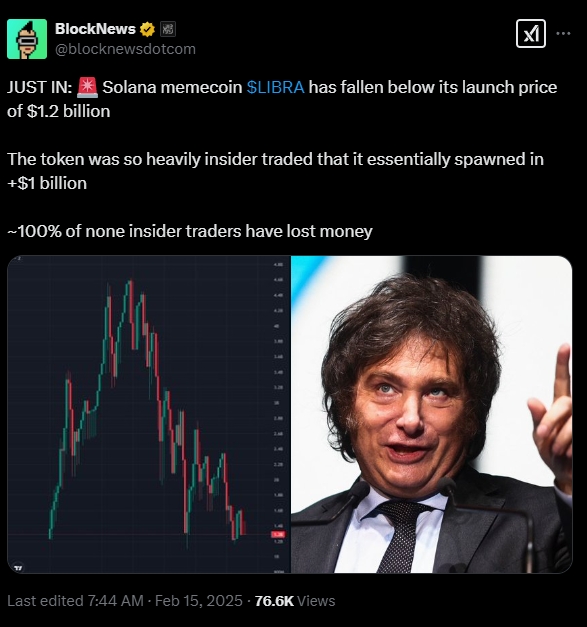 BlockNews
@blocknewsdotcom
JUST IN: 🚨 Solana memecoin $LIBRA has fallen below its launch price
of $1.2 billion
The token was so heavily insider traded that it essentially spawned in
+$1 billion
~100% of none insider traders have lost money
Last edited 7:44 AM · Feb 15, 2025 · 76.6K Views